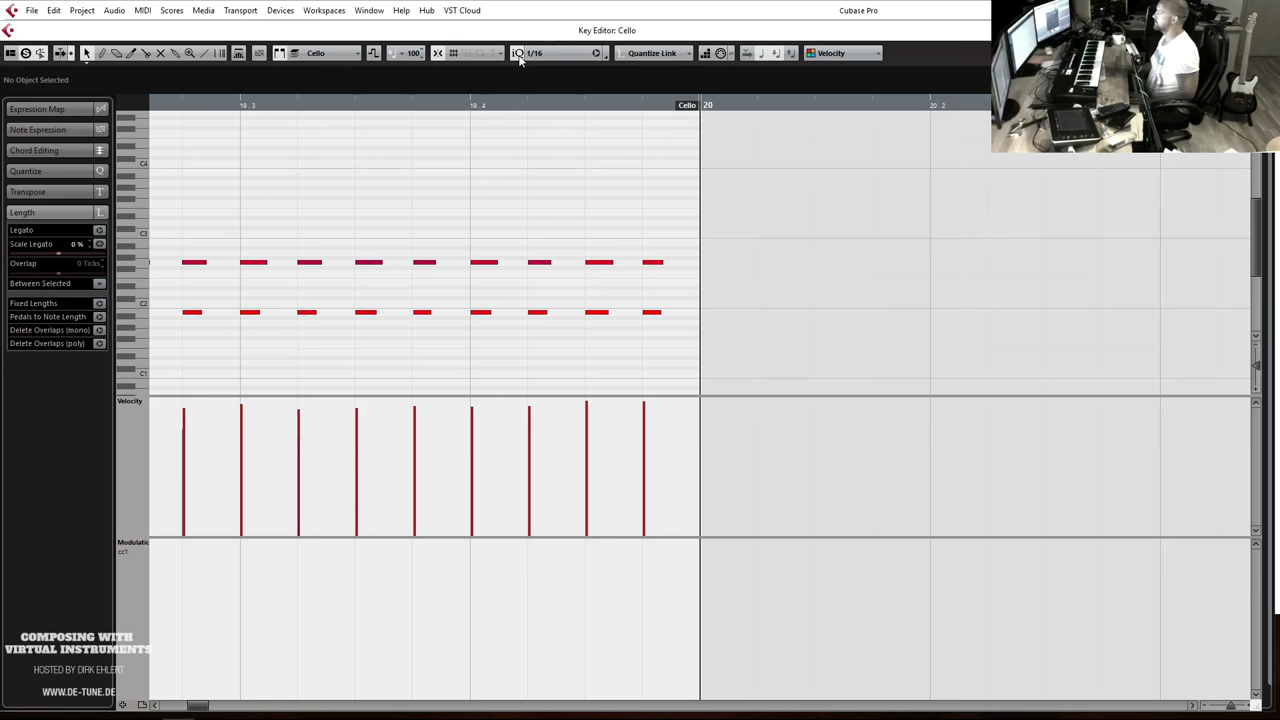 File Edit Project Audio MIDI Scores Media Transport Devices Workspaces Window Help Hub VST Cloud Cubase Pro
Key Editor: Cello
Cello 100 iQ 1/16 Quantize Link Velocity
No Object Selected
Expression Map
Note Expression
Chord Editing
Quantize Q
Transpose T
Length L
Legato
Scale Legato 0 %
Overlap 0 Ticks
Between Selected
Fixed Lengths
Pedals to Note Length
Delete Overlaps (mono)
Delete Overlaps (poly)
19.3 19.4 Cello 20 20.2
C4
C3
C2
C1
Velocity
Modulatic
cc1
COMPOSING WITH
VIRTUAL INSTRUMENTS
HOSTED BY DIRK EHLERT
WWW.DE-TUNE.DE